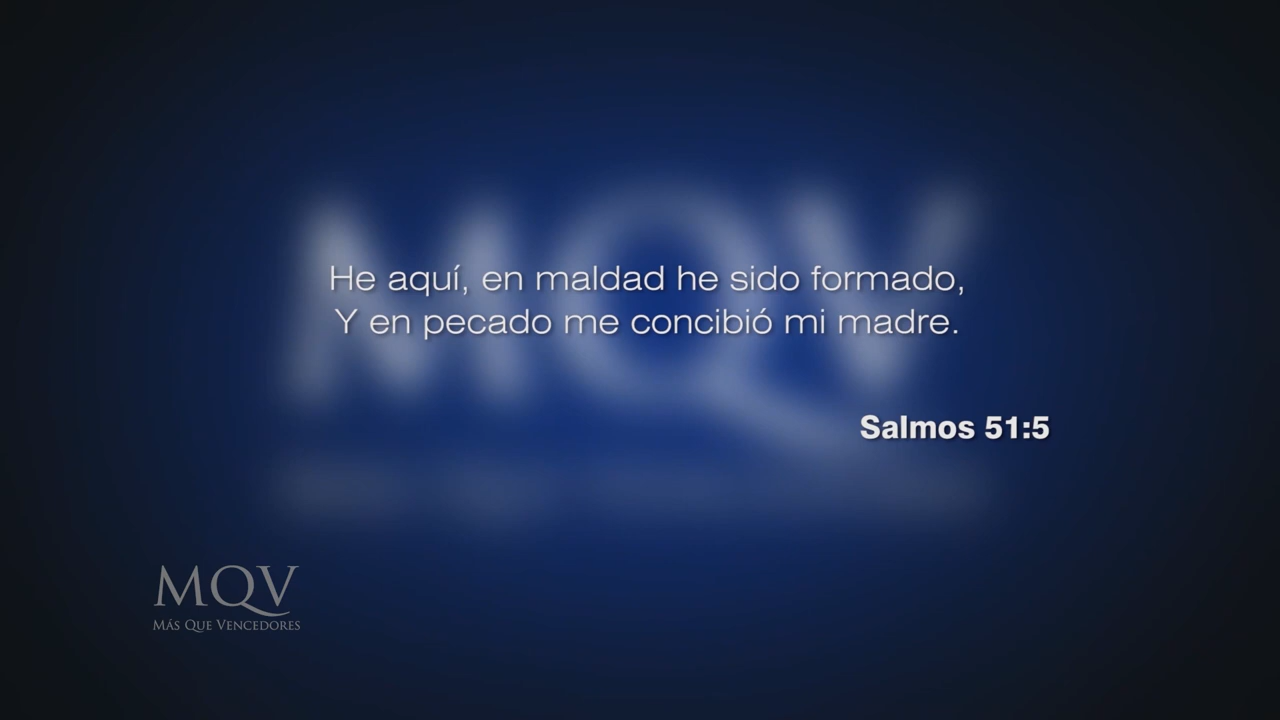 MQV
He aquí, en maldad he sido formado,
Y en pecado me concibió mi madre.
Salmos 51:5
MQV
MÁS QUE VENCEDORES